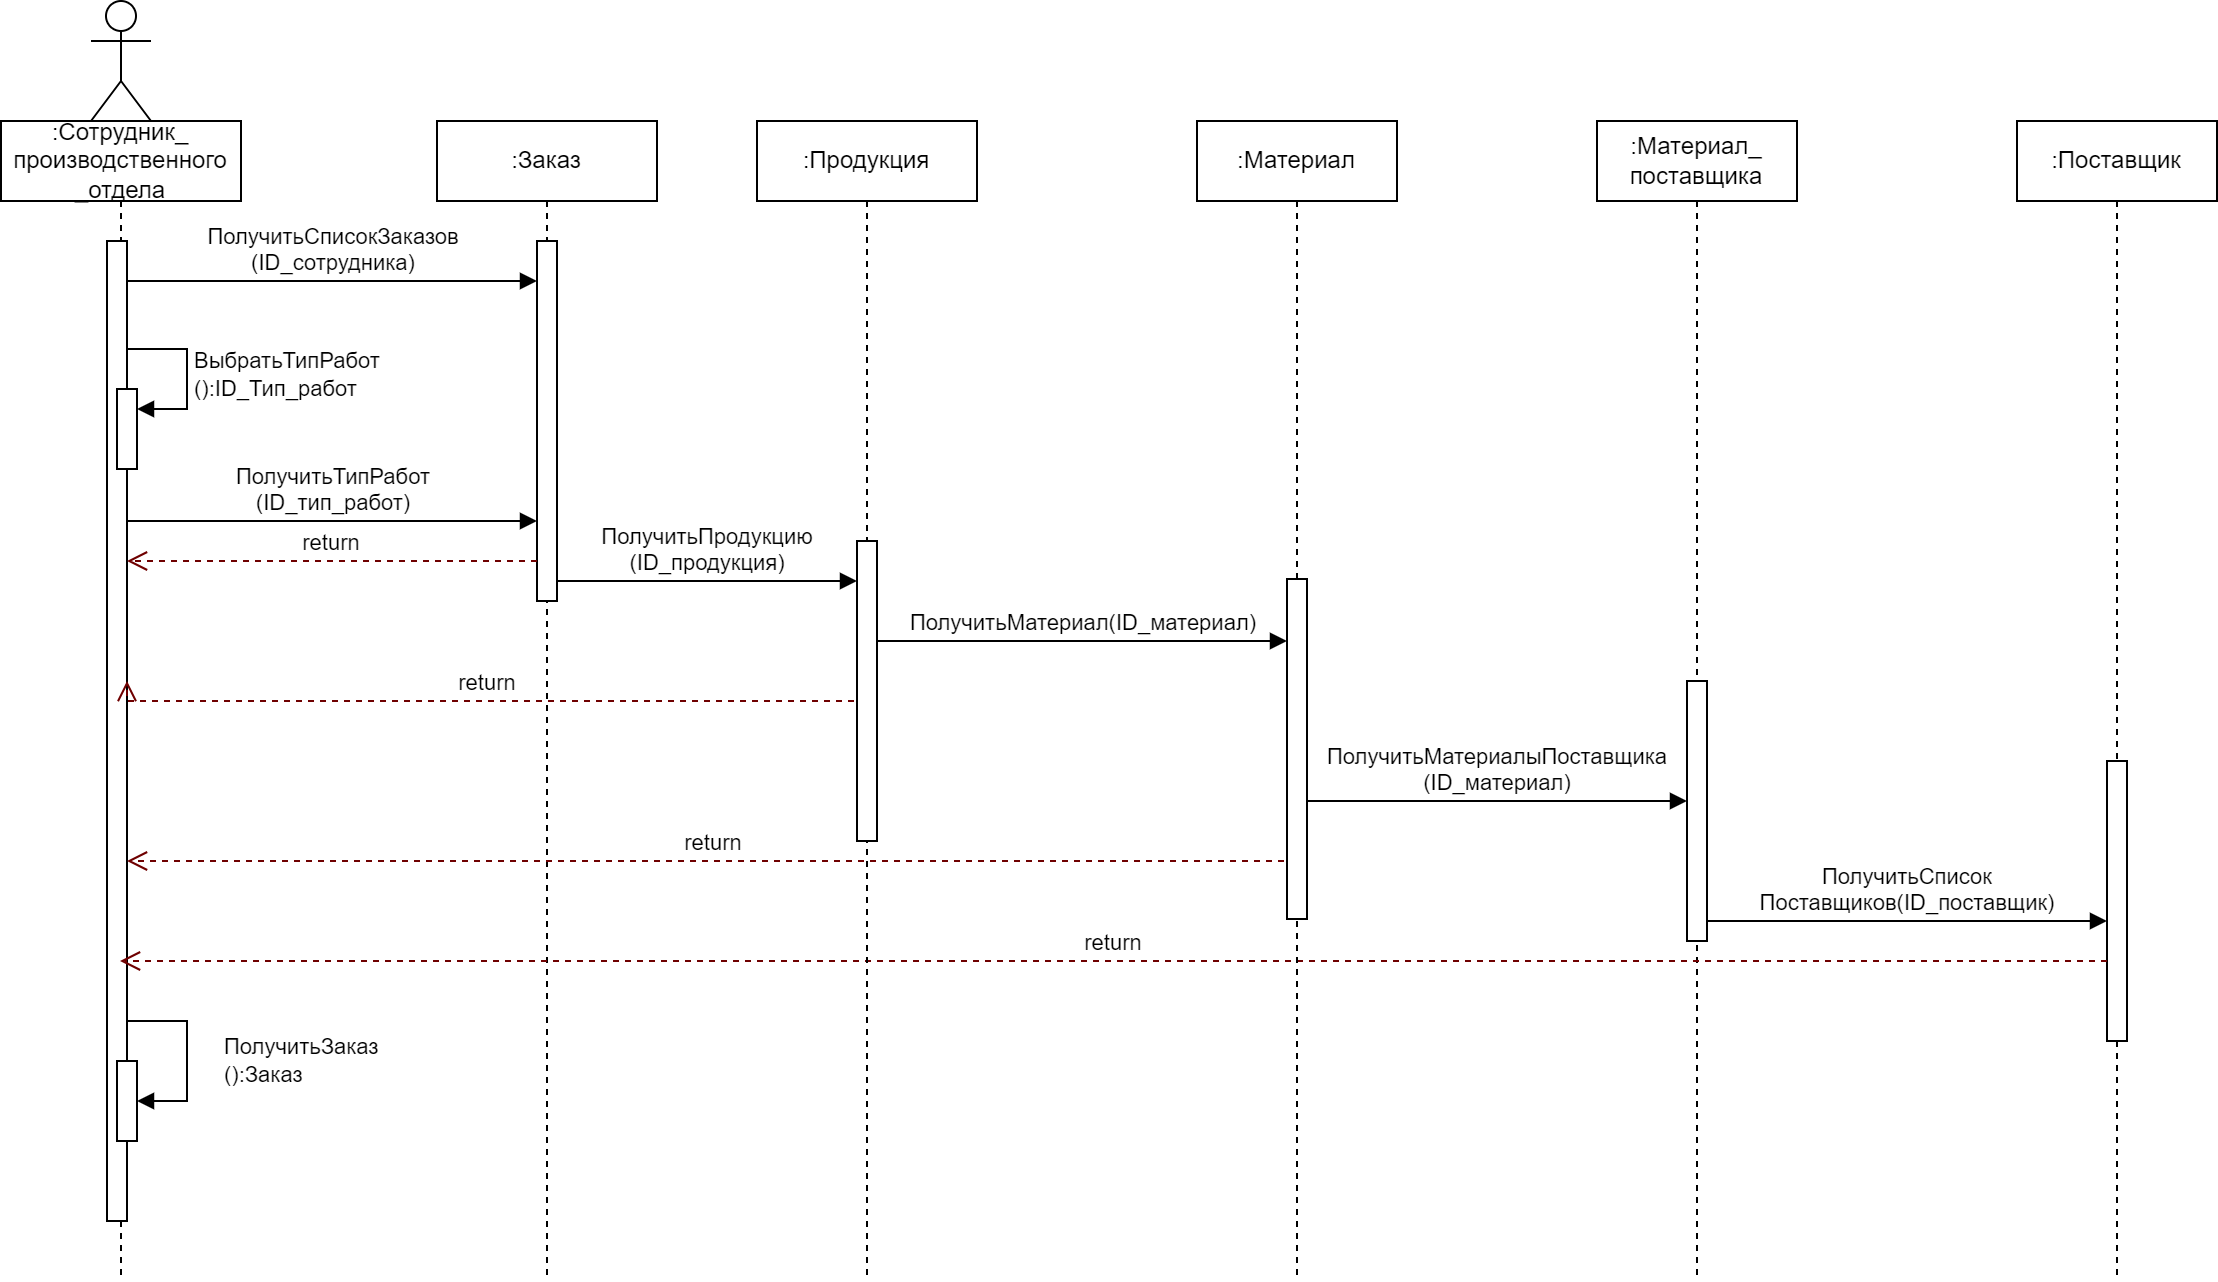 :Сотрудник_
производственного
_отдела
:Заказ
:Продукция
:Материал
:Материал_
поставщика
:Поставщик
ПолучитьСписокЗаказов
(ID_сотрудника)
ВыбратьТипРабот
():ID_Тип_работ
ПолучитьТипРабот
(ID_тип_работ)
return
ПолучитьПродукцию
(ID_продукция)
ПолучитьМатериал(ID_материал)
return
ПолучитьМатериалыПоставщика
(ID_материал)
return
ПолучитьСписок
Поставщиков(ID_поставщик)
return
ПолучитьЗаказ
():Заказ